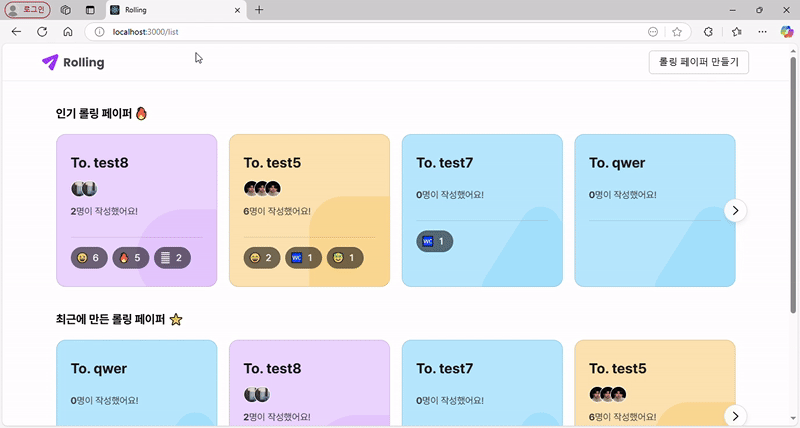 로그인
Rolling
localhost:3000/list
Rolling
롤링 페이퍼 만들기
인기 롤링 페이퍼 🔥
To. test8
2명이 작성했어요!
😆 6
🔥 5
2
To. test5
6명이 작성했어요!
😆 2
🚾 1
😇 1
To. test7
0명이 작성했어요!
🚾 1
To. qwer
0명이 작성했어요!
최근에 만든 롤링 페이퍼 ⭐
To. qwer
0명이 작성했어요!
To. test8
2명이 작성했어요!
To. test7
0명이 작성했어요!
To. test5
6명이 작성했어요!